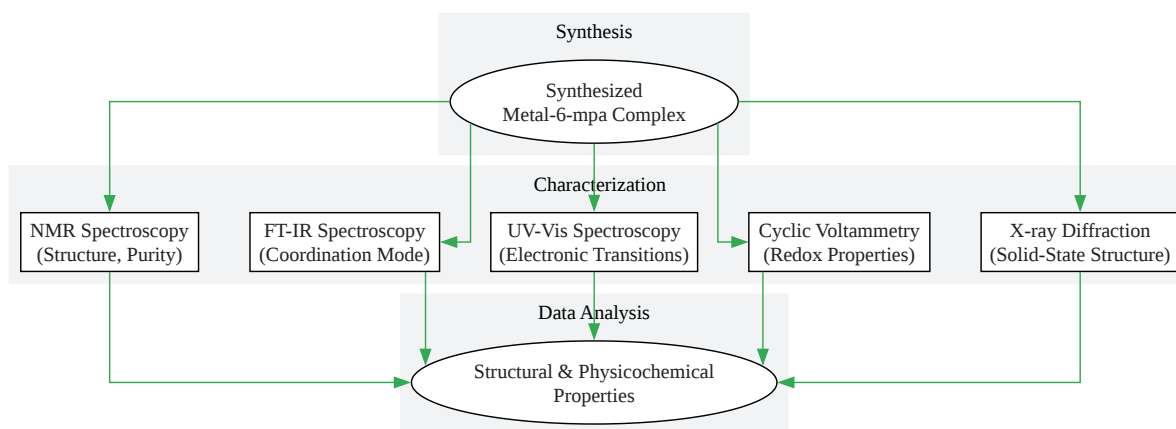 Synthesis
Synthesized
Metal-6-mpa Complex
Characterization
NMR Spectroscopy
(Structure, Purity)
FT-IR Spectroscopy
(Coordination Mode)
UV-Vis Spectroscopy
(Electronic Transitions)
Cyclic Voltammetry
(Redox Properties)
X-ray Diffraction
(Solid-State Structure)
Data Analysis
Structural & Physicochemical
Properties